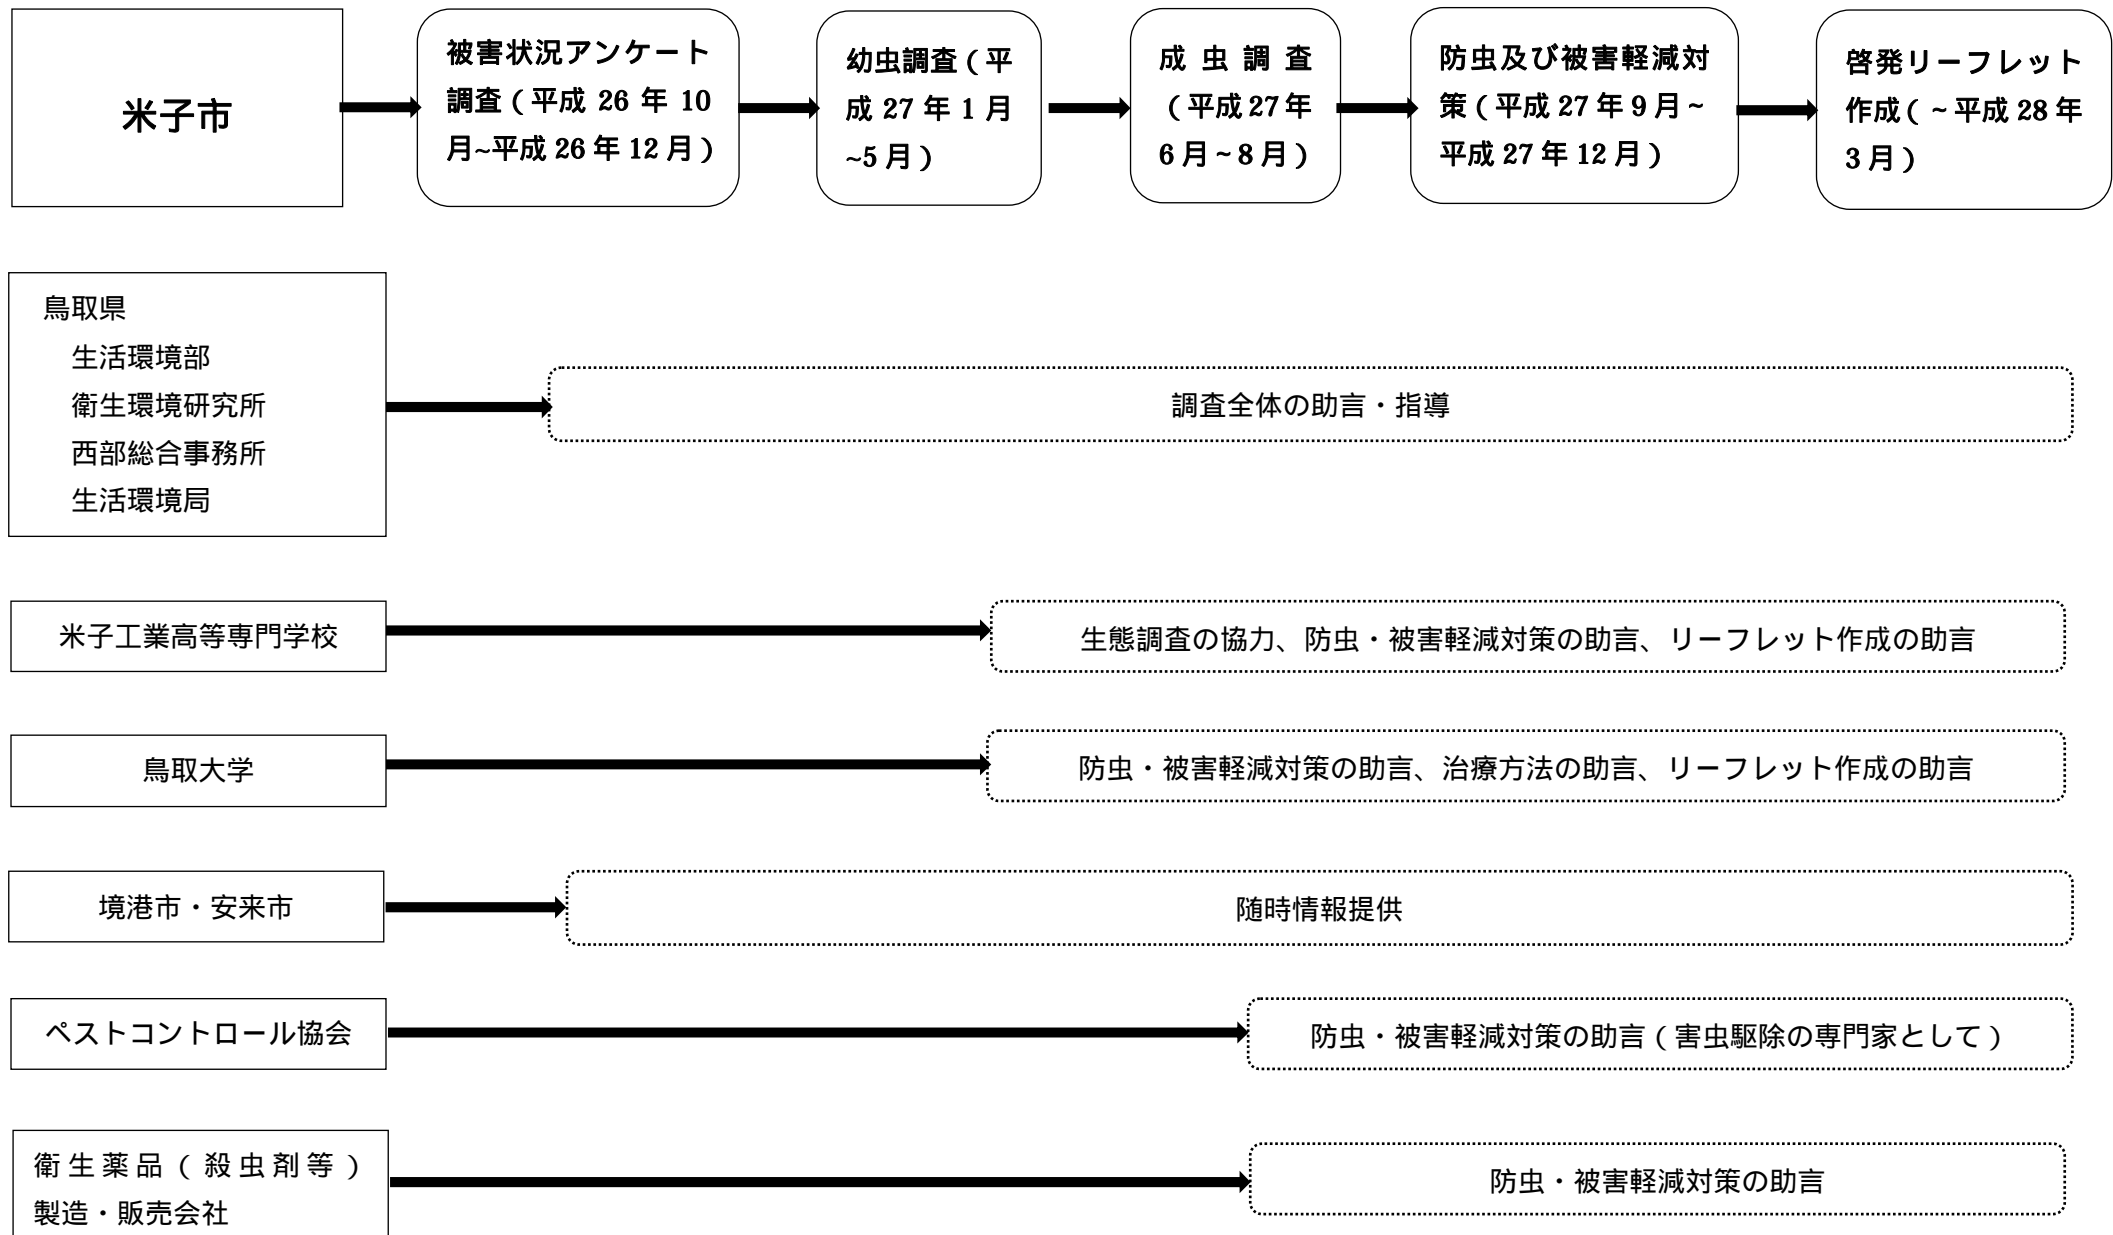 米子市
被害状況アンケート
調査（平成 26 年 10
月~平成 26 年 12 月）
幼虫調査（平
成 27 年 1 月
~5 月）
成虫調査
（平成 27 年
6 月～8 月）
防虫及び被害軽減対
策（平成 27 年 9 月～
平成 27 年 12 月）
啓発リーフレット
作成（～平成 28 年
3 月）
鳥取県
生活環境部
衛生環境研究所
西部総合事務所
生活環境局
調査全体の助言・指導
米子工業高等専門学校
生態調査の協力、防虫・被害軽減対策の助言、リーフレット作成の助言
鳥取大学
防虫・被害軽減対策の助言、治療方法の助言、リーフレット作成の助言
境港市・安来市
随時情報提供
ペストコントロール協会
防虫・被害軽減対策の助言（害虫駆除の専門家として）
衛生薬品（殺虫剤等）
製造・販売会社
防虫・被害軽減対策の助言